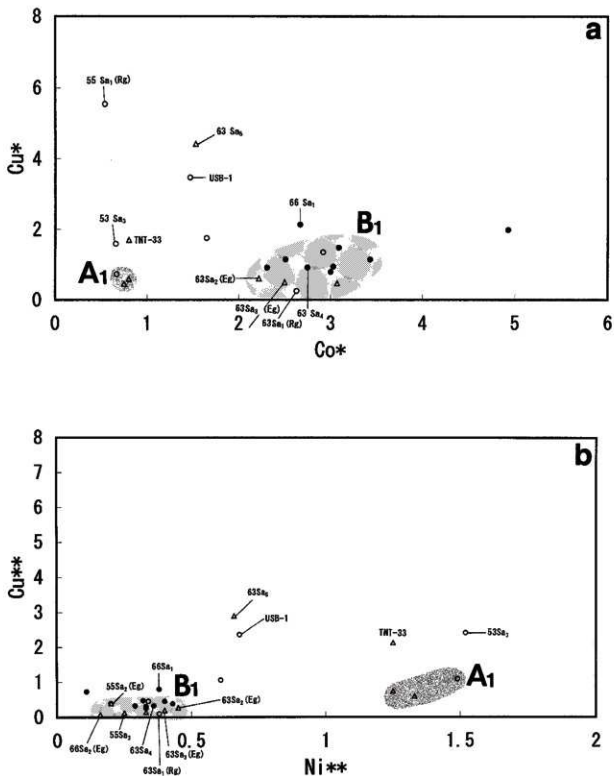 a
8
6
4
2
0
Cu*
55 Sa₁(Rg)
63 Sa₆
USB-1
66 Sa₁
53 Sa₃
TNT-33
A₁
B₁
63Sa₂(Eg)
63Sa₃ (Eg)
63Sa₁(Rg)
63 Sa₄
0 1 2 3 4 5 6
Co*
b
8
7
6
5
4
3
2
1
0
Cu**
63Sa₆
USB-1
TNT-33
66Sa₁
55Sa₂(Eg)
B₁
63Sa₂(Eg)
A₁
66Sa₂(Eg)
55Sa₃
63Sa₄
63Sa₃(Eg)
63Sa₁(Rg)
0 0.5 1 1.5 2
Ni**